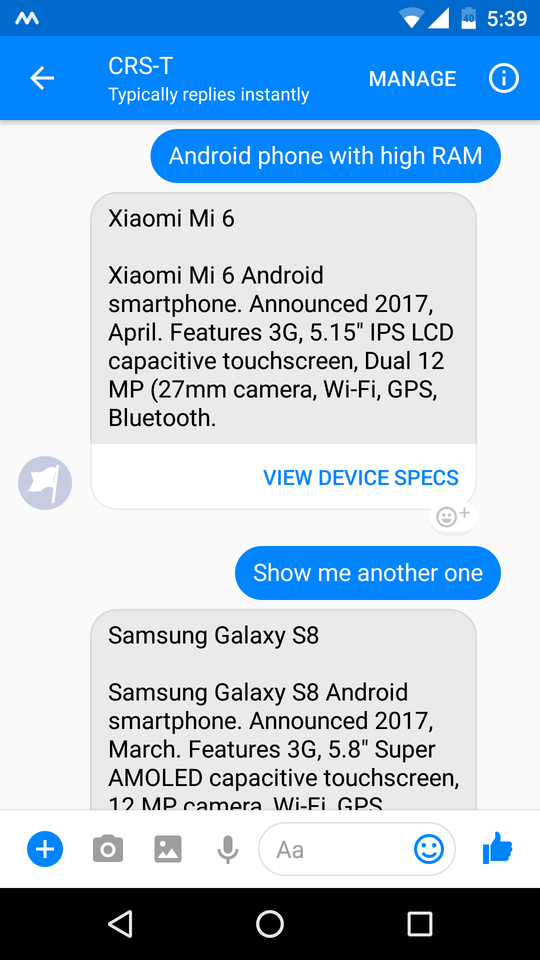 40 5:39
CRS-T
Typically replies instantly
MANAGE
Android phone with high RAM
Xiaomi Mi 6
Xiaomi Mi 6 Android
smartphone. Announced 2017,
April. Features 3G, 5.15" IPS LCD
capacitive touchscreen, Dual 12
MP (27mm camera, Wi-Fi, GPS,
Bluetooth.
VIEW DEVICE SPECS
Show me another one
Samsung Galaxy S8
Samsung Galaxy S8 Android
smartphone. Announced 2017,
March. Features 3G, 5.8" Super
AMOLED capacitive touchscreen,
12 MP camera, Wi-Fi, GPS,
Aa